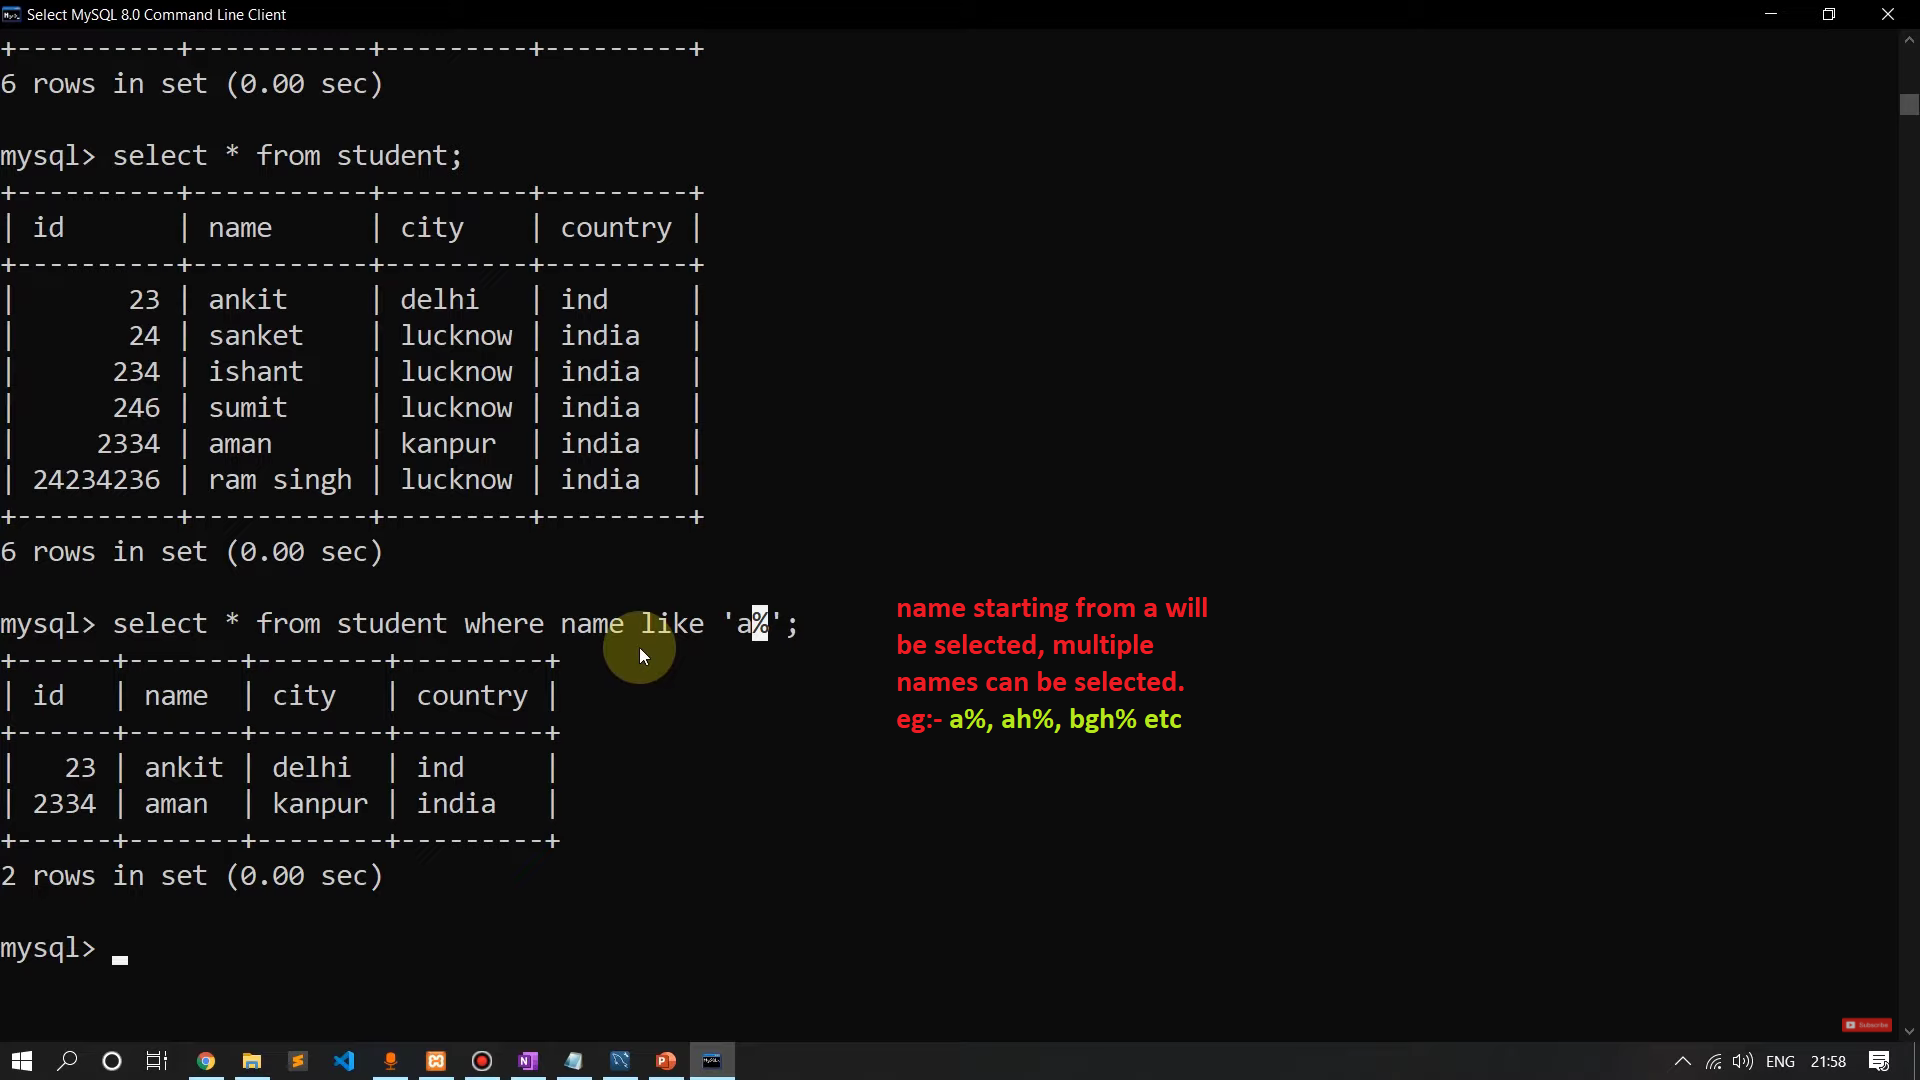 Select MySQL 8.0 Command Line Client
+----------+-----------+---------+---------+
6 rows in set (0.00 sec)
mysql> select * from student;
+----------+-----------+---------+---------+
| id       | name      | city    | country |
+----------+-----------+---------+---------+
|       23 | ankit     | delhi   | ind     |
|       24 | sanket    | lucknow | india   |
|      234 | ishant    | lucknow | india   |
|      246 | sumit     | lucknow | india   |
|     2334 | aman      | kanpur  | india   |
| 24234236 | ram singh | lucknow | india   |
+----------+-----------+---------+---------+
6 rows in set (0.00 sec)
mysql> select * from student where name like 'a%';
+------+-------+--------+---------+
| id   | name  | city   | country |
+------+-------+--------+---------+
|   23 | ankit | delhi  | ind     |
| 2334 | aman  | kanpur | india   |
+------+-------+--------+---------+
2 rows in set (0.00 sec)
mysql>
name starting from a will
be selected, multiple
names can be selected.
eg:- a%, ah%, bgh% etc
Subscribe
ENG 21:58